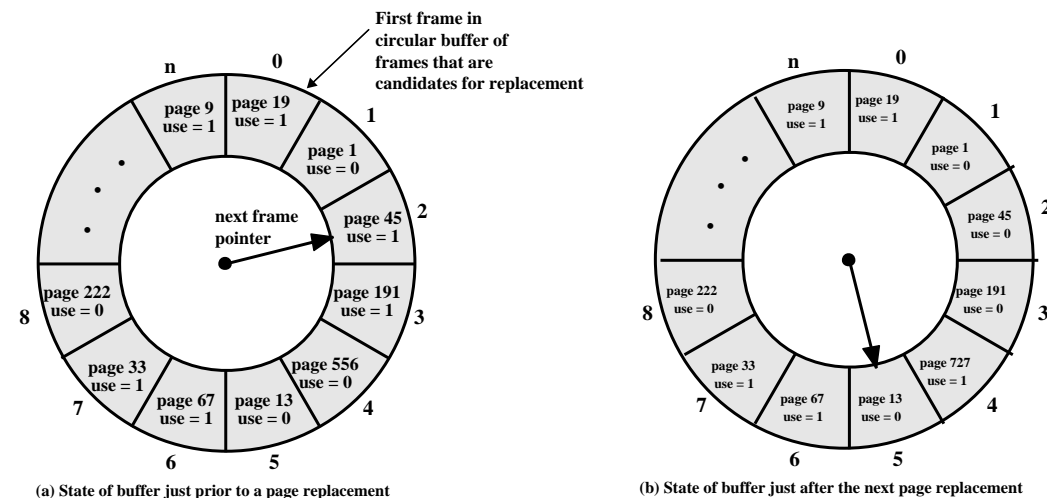 First frame in
circular buffer of
frames that are
candidates for replacement
n
0
1
2
3
4
5
6
7
8
page 9
use = 1
page 19
use = 1
page 1
use = 0
page 45
use = 1
page 191
use = 1
page 556
use = 0
page 13
use = 0
page 67
use = 1
page 33
use = 1
page 222
use = 0
next frame
pointer
(a) State of buffer just prior to a page replacement
n
0
1
2
3
4
5
6
7
8
page 9
use = 1
page 19
use = 1
page 1
use = 0
page 45
use = 0
page 191
use = 0
page 727
use = 1
page 13
use = 0
page 67
use = 1
page 33
use = 1
page 222
use = 0
(b) State of buffer just after the next page replacement